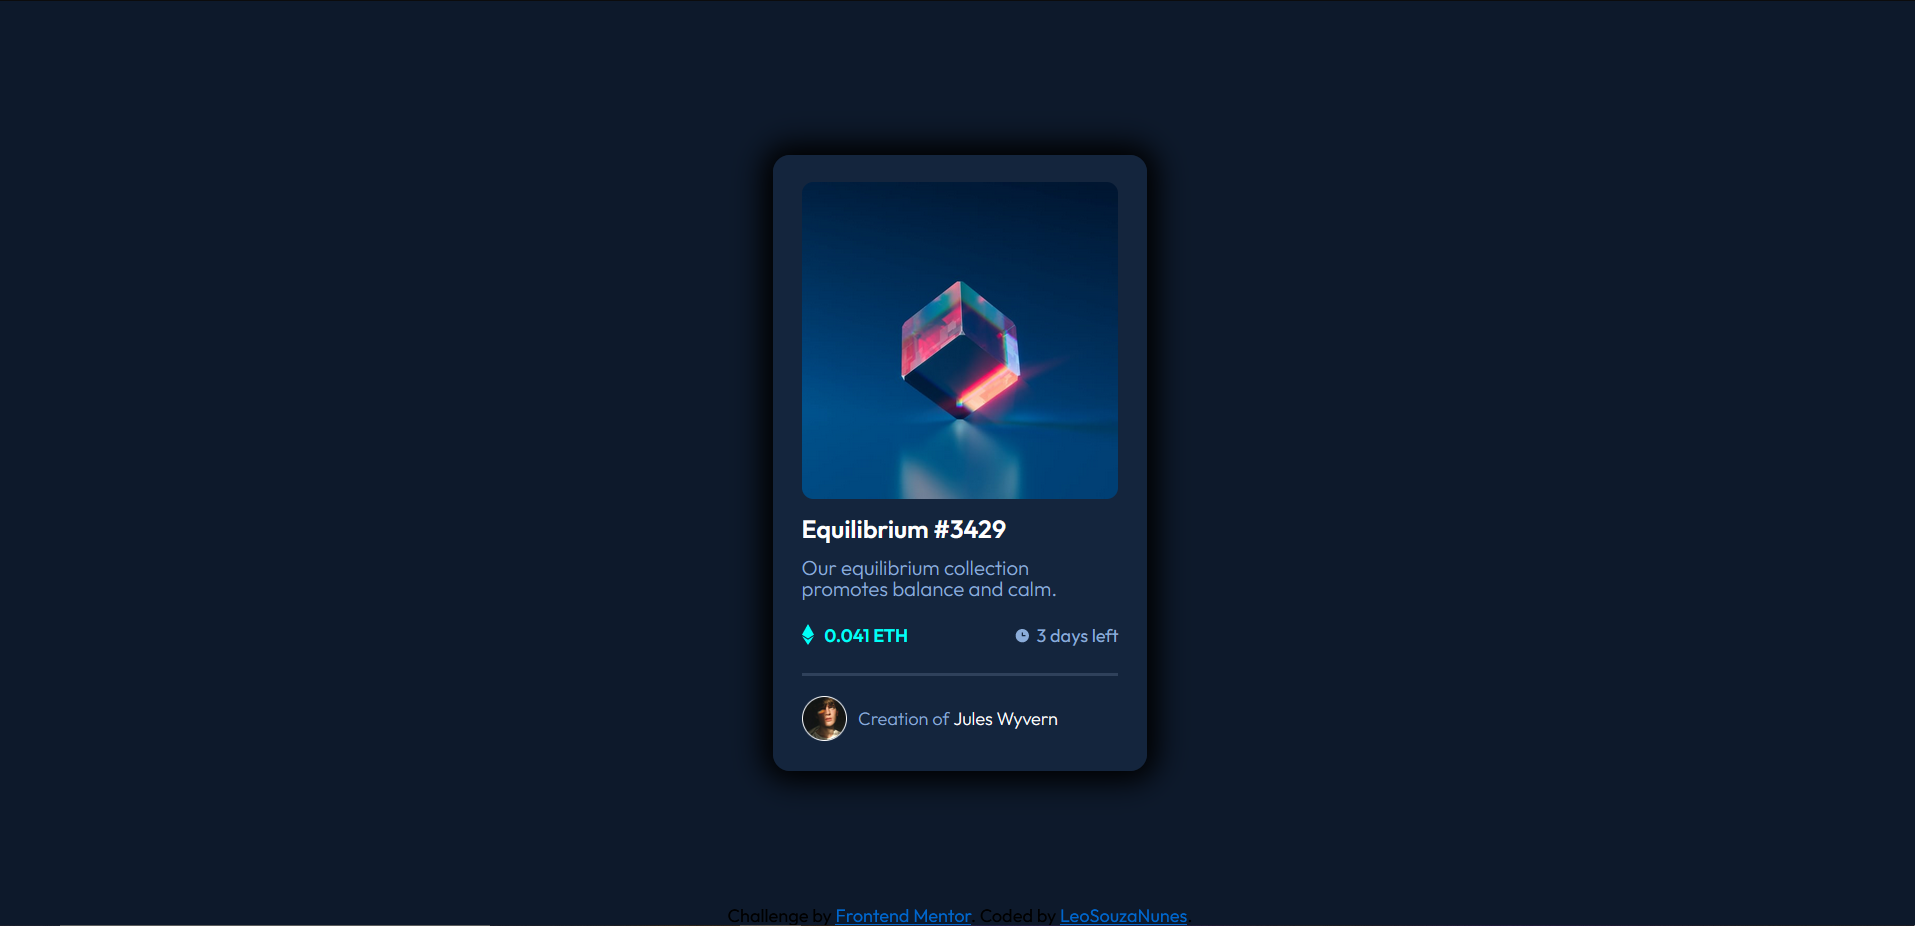 Equilibrium #3429
Our equilibrium collection
promotes balance and calm.
0.041 ETH
3 days left
Creation of Jules Wyvern
Challenge by Frontend Mentor. Coded by LeoSouzaNunes.